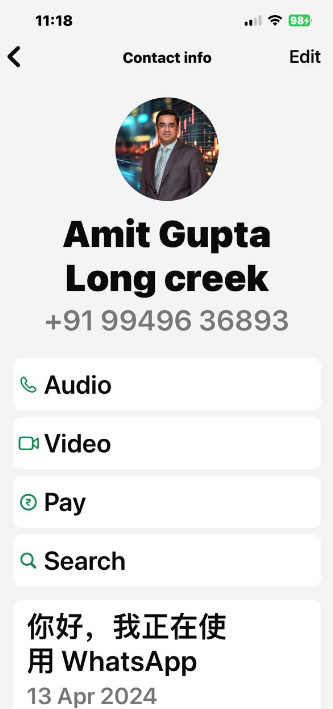 11:18
98
Contact info
Edit
Amit Gupta
Long creek
+91 99496 36893
Audio
Video
Pay
Search
你好，我正在使
用 WhatsApp
13 Apr 2024